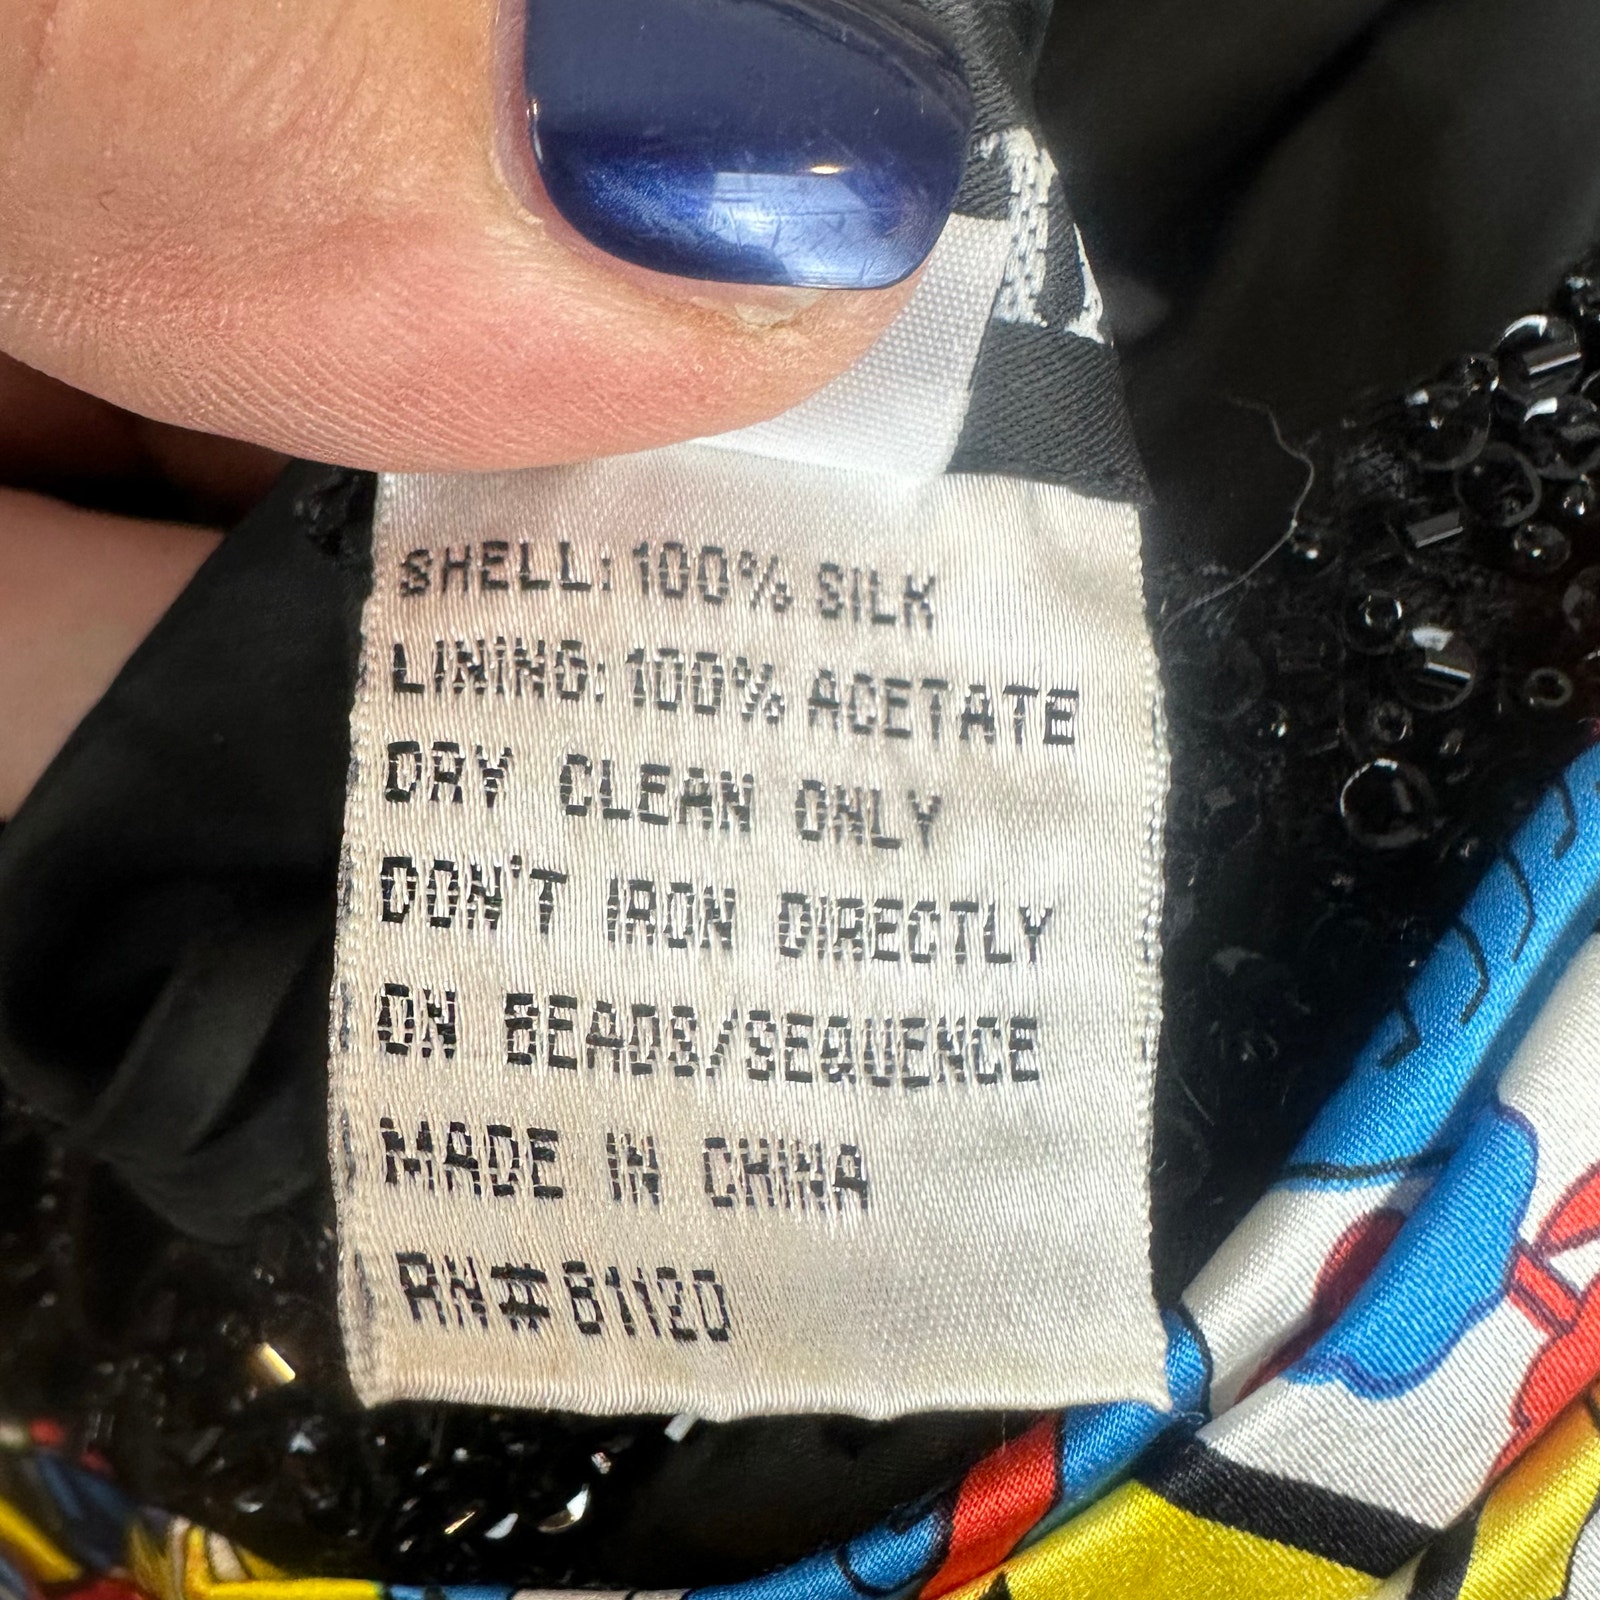 SHELL: 100% SILK
LINING: 100% ACETATE
DRY CLEAN ONLY
DON'T IRON DIRECTLY
ON BEADS/SEQUENCE
MADE IN CHINA
RN# 61120